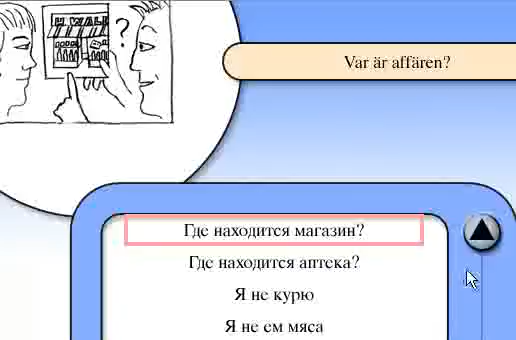 ?
Var är affären?
Где находится магазин?
Где находится аптека?
Я не курю
Я не ем мяса